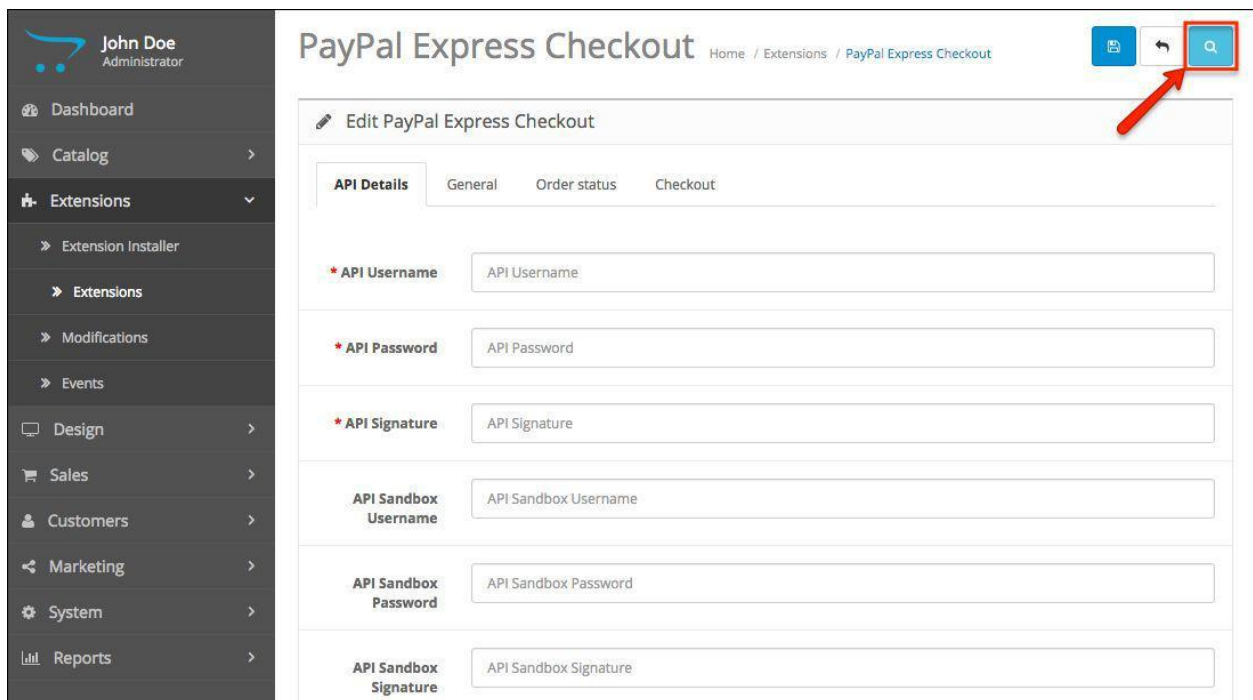 John Doe
Administrator
Dashboard
Catalog
Extensions
Extension Installer
Extensions
Modifications
Events
Design
Sales
Customers
Marketing
System
Reports
PayPal Express Checkout Home / Extensions / PayPal Express Checkout
Edit PayPal Express Checkout
API Details General Order status Checkout
* API Username API Username
* API Password API Password
* API Signature API Signature
API Sandbox API Sandbox Username
Username
API Sandbox API Sandbox Password
Password
API Sandbox API Sandbox Signature
Signature